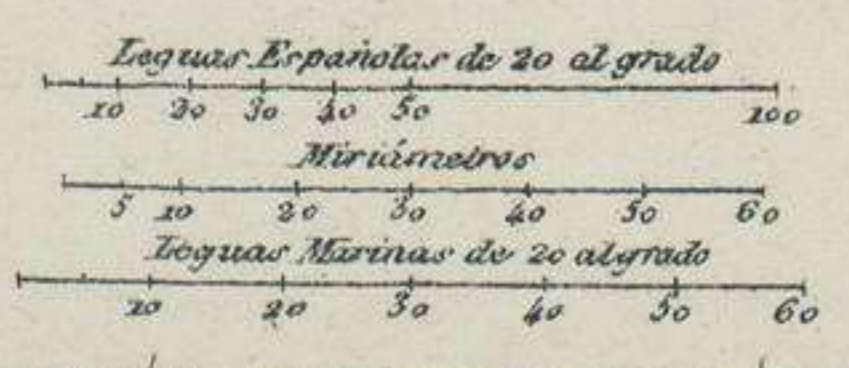 Leguas Españolas de 20 al grado
10 20 30 40 50 100
Miriámetros
5 10 20 30 40 50 60
Leguas Marinas de 20 al grado
10 20 30 40 50 60